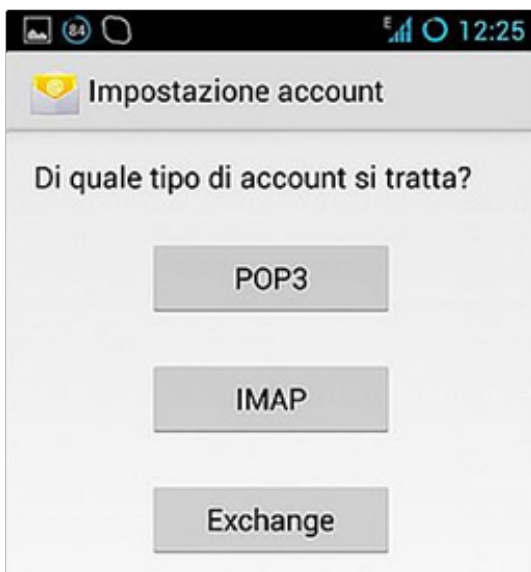 84 E 12:25
Impostazione account
Di quale tipo di account si tratta?
POP3
IMAP
Exchange